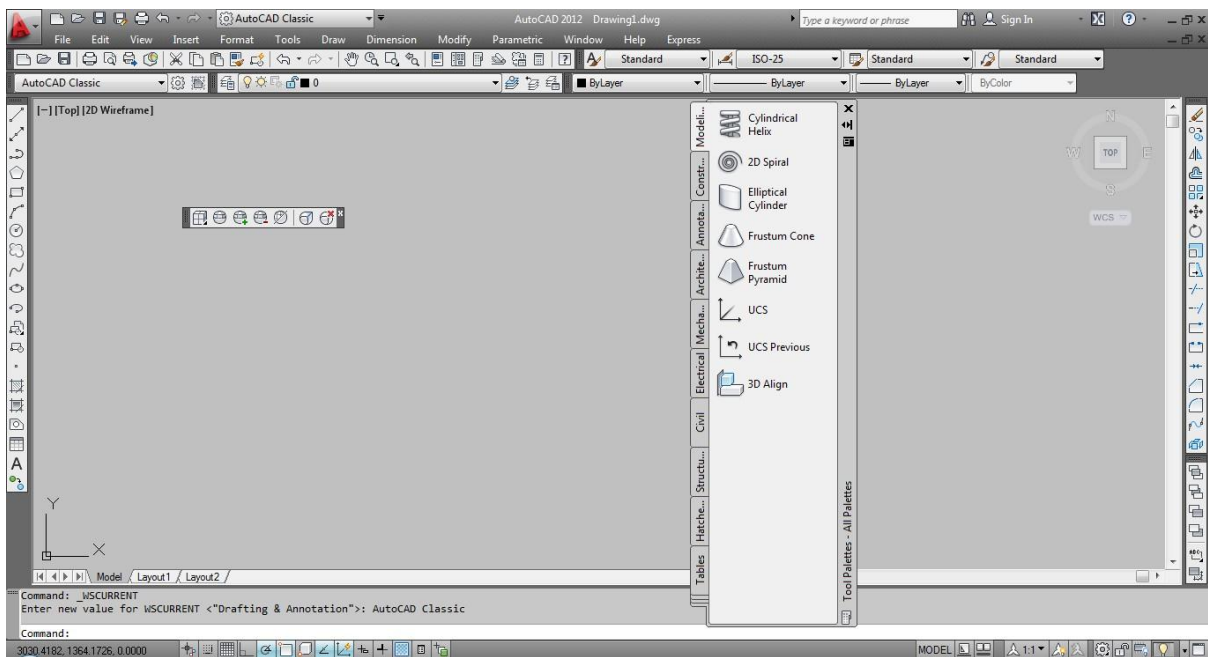 AutoCAD Classic
AutoCAD 2012 Drawing1.dwg
Type a keyword or phrase
Sign In
File Edit View Insert Format Tools Draw Dimension Modify Parametric Window Help Express
Standard ISO-25 Standard Standard
AutoCAD Classic 0 ByLayer ByLayer ByLayer ByColor
[−] [Top] [2D Wireframe]
Modeli...
Constr...
Annota...
Archite...
Mecha...
Electrical
Civil
Structu...
Hatche...
Tables
Cylindrical
Helix
2D Spiral
Elliptical
Cylinder
Frustum Cone
Frustum
Pyramid
UCS
UCS Previous
3D Align
Tool Palettes - All Palettes
N
W TOP E
S
WCS
A
Y
X
Model Layout1 Layout2
Command: _WSCURRENT
Enter new value for WSCURRENT <"Drafting & Annotation">: AutoCAD Classic
Command:
3030.4182, 1364.1726, 0.0000
MODEL 1:1